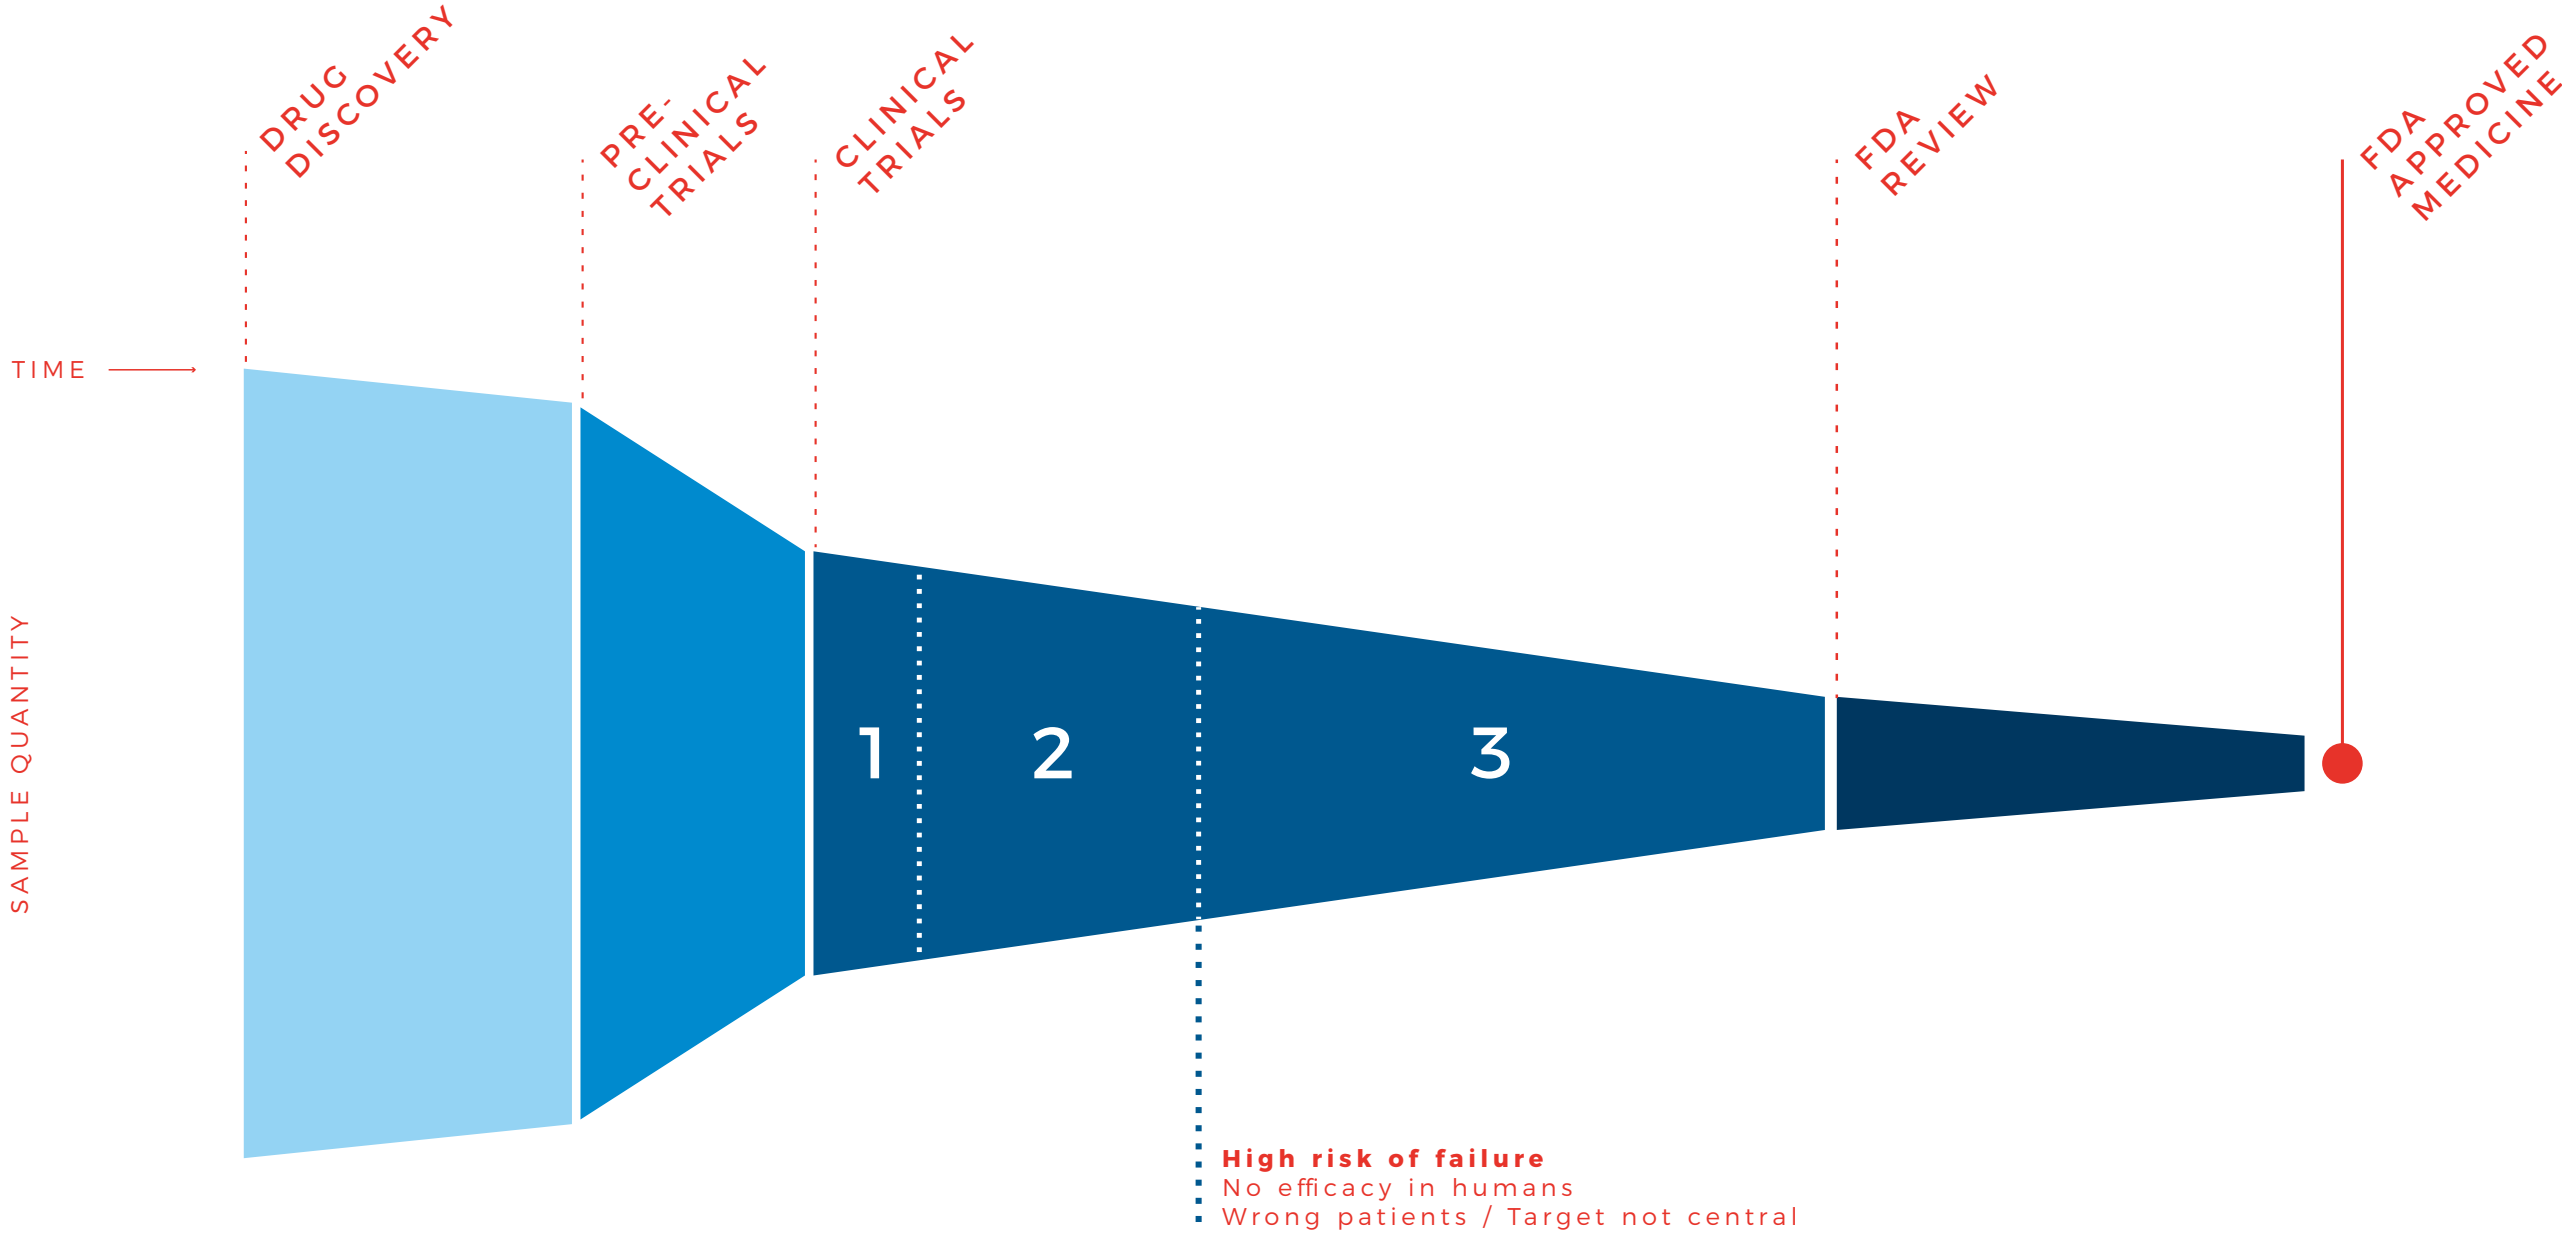 DRUG
DISCOVERY
PRE-
CLINICAL
TRIALS
CLINICAL
TRIALS
FDA
REVIEW
FDA
APPROVED
MEDICINE
TIME
SAMPLE QUANTITY
1
2
3
High risk of failure
No efficacy in humans
Wrong patients / Target not central